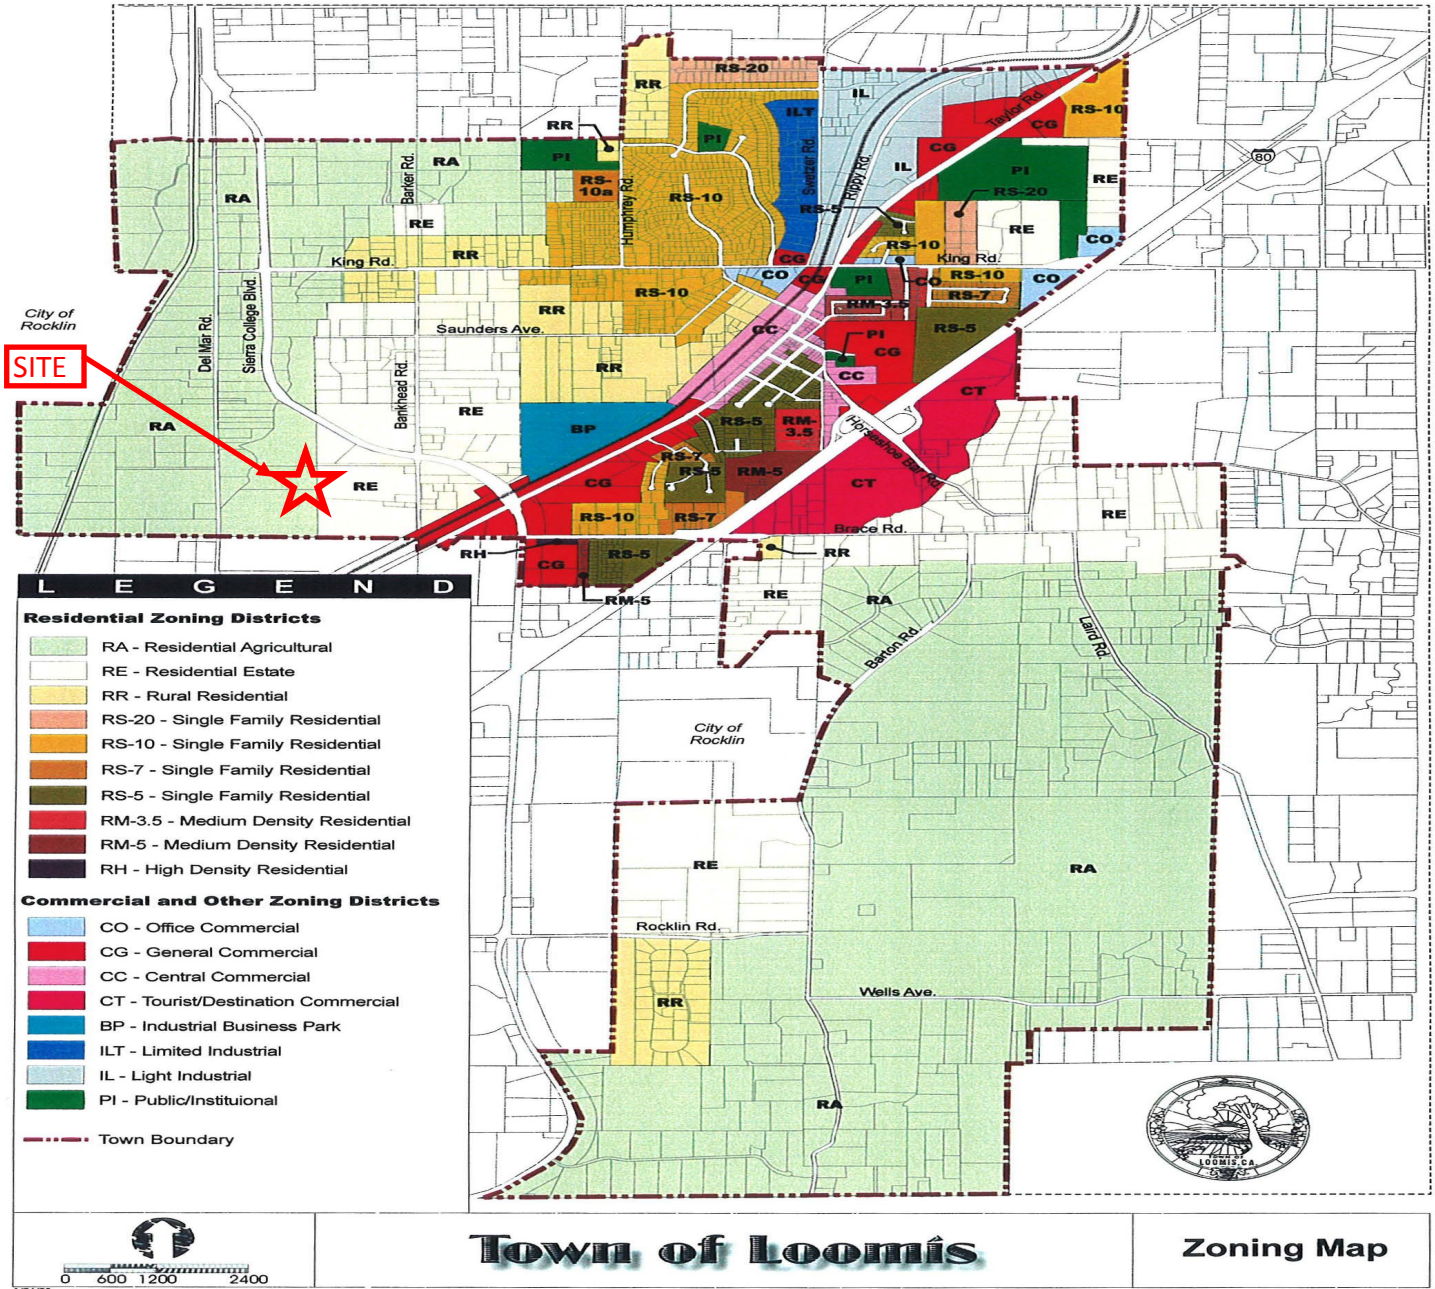 RS-20
RR
IL
ILT
Taylor Rd.
RS-10
CG
RR
PI
CG
80
PI
Barker Rd.
RA
Swetzer Rd.
Rippy Rd.
IL
PI
RE
RS-
10a
RS-20
RA
RS-10
RS-5
RE
Humphrey Rd.
RE
CO
RS-10
King Rd.
RR
CG
King Rd.
CO
CG
PI
CO
RS-10
CO
RS-10
RS-7
City of
Rocklin
Sierra College Blvd.
RR
RM-3.5
Del Mar Rd.
Saunders Ave.
CC
RS-5
PI
CG
SITE
RR
CC
CT
Bankhead Rd.
RE
RA
BP
RS-5
RM-
3.5
Horseshoe Bar Rd.
RS-7
RS-5
RM-5
RE
CG
CT
RS-10
RS-7
RE
Brace Rd.
RH
CG
RS-5
RR
RM-5
RE
RA
Barton Rd.
Laird Rd.
City of
Rocklin
RE
RA
Rocklin Rd.
RR
Wells Ave.
RA
LEGEND
Residential Zoning Districts
RA - Residential Agricultural
RE - Residential Estate
RR - Rural Residential
RS-20 - Single Family Residential
RS-10 - Single Family Residential
RS-7 - Single Family Residential
RS-5 - Single Family Residential
RM-3.5 - Medium Density Residential
RM-5 - Medium Density Residential
RH - High Density Residential
Commercial and Other Zoning Districts
CO - Office Commercial
CG - General Commercial
CC - Central Commercial
CT - Tourist/Destination Commercial
BP - Industrial Business Park
ILT - Limited Industrial
IL - Light Industrial
PI - Public/Instituional
Town Boundary
TOWN OF
LOOMIS, CA.
0 600 1200 2400
Town of Loomis
Zoning Map